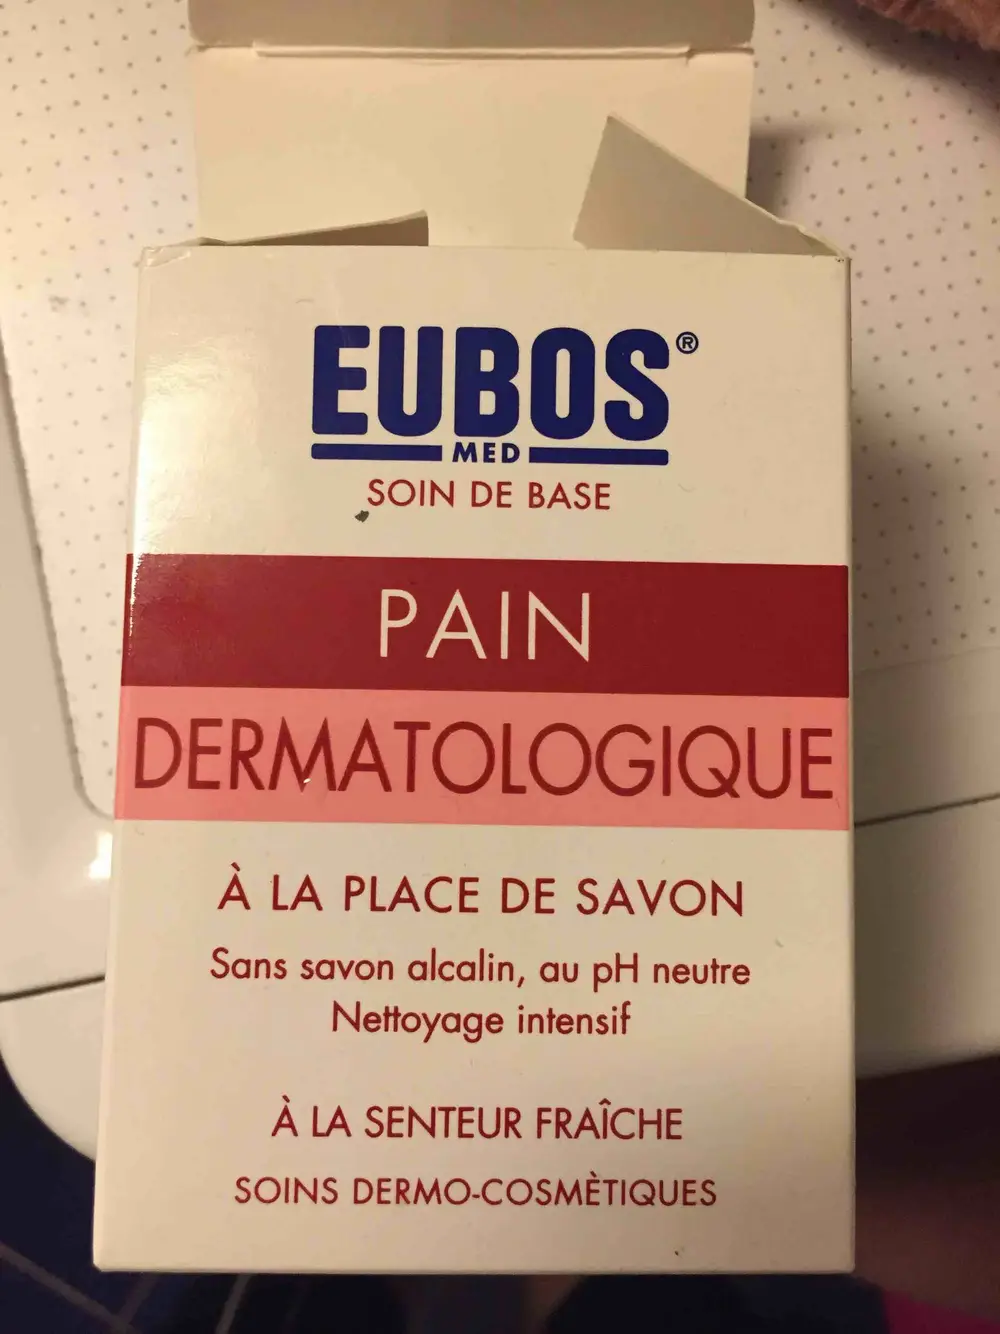 EUBOS®
MED
SOIN DE BASE
PAIN
DERMATOLOGIQUE
À LA PLACE DE SAVON
Sans savon alcalin, au pH neutre
Nettoyage intensif
À LA SENTEUR FRAÎCHE
SOINS DERMO-COSMÈTIQUES